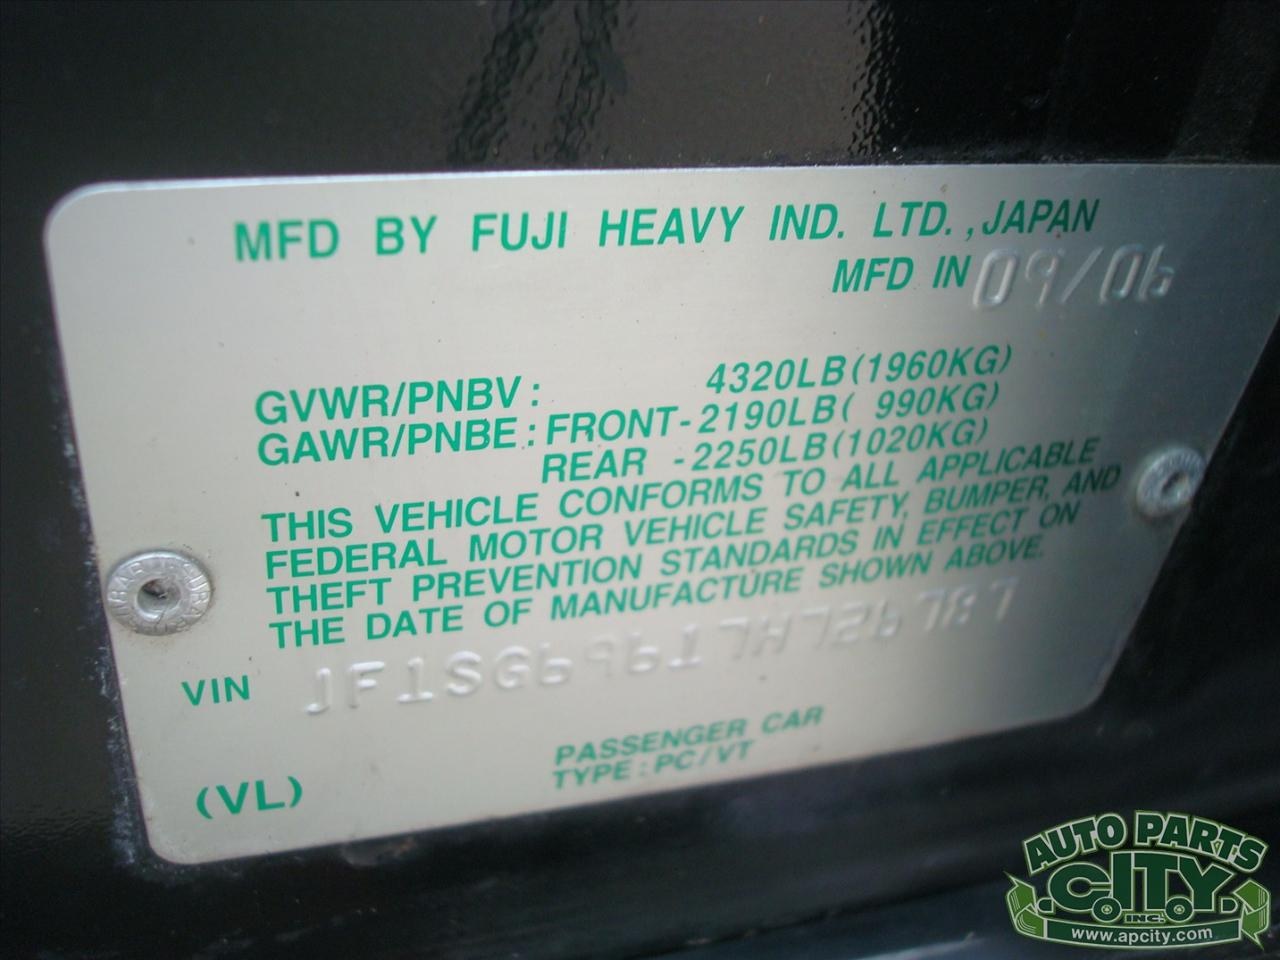 MFD BY FUJI HEAVY IND. LTD., JAPAN
MFD IN 09/06
GVWR/PNBV: 4320LB(1960KG)
GAWR/PNBE: FRONT-2190LB( 990KG)
REAR -2250LB(1020KG)
THIS VEHICLE CONFORMS TO ALL APPLICABLE
FEDERAL MOTOR VEHICLE SAFETY, BUMPER, AND
THEFT PREVENTION STANDARDS IN EFFECT ON
THE DATE OF MANUFACTURE SHOWN ABOVE.
VIN JF1SG69617H726787
PASSENGER CAR
TYPE: PC/VT
(VL)
AUTO PARTS
CITY
INC.
www.apcity.com